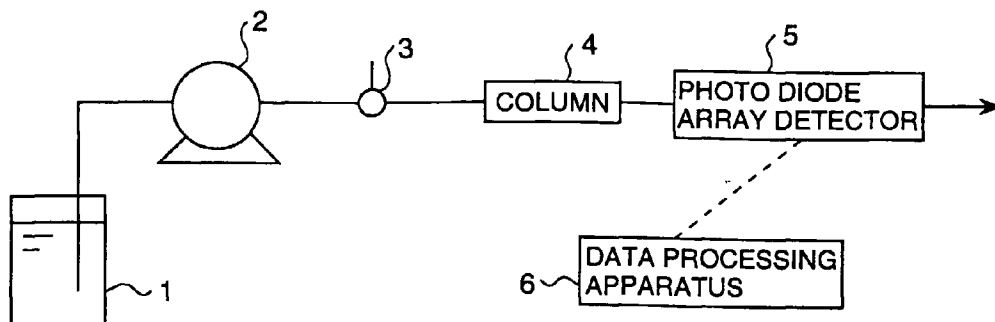 2
3
4
5
COLUMN
PHOTO DIODE
ARRAY DETECTOR
1
6
DATA PROCESSING
APPARATUS